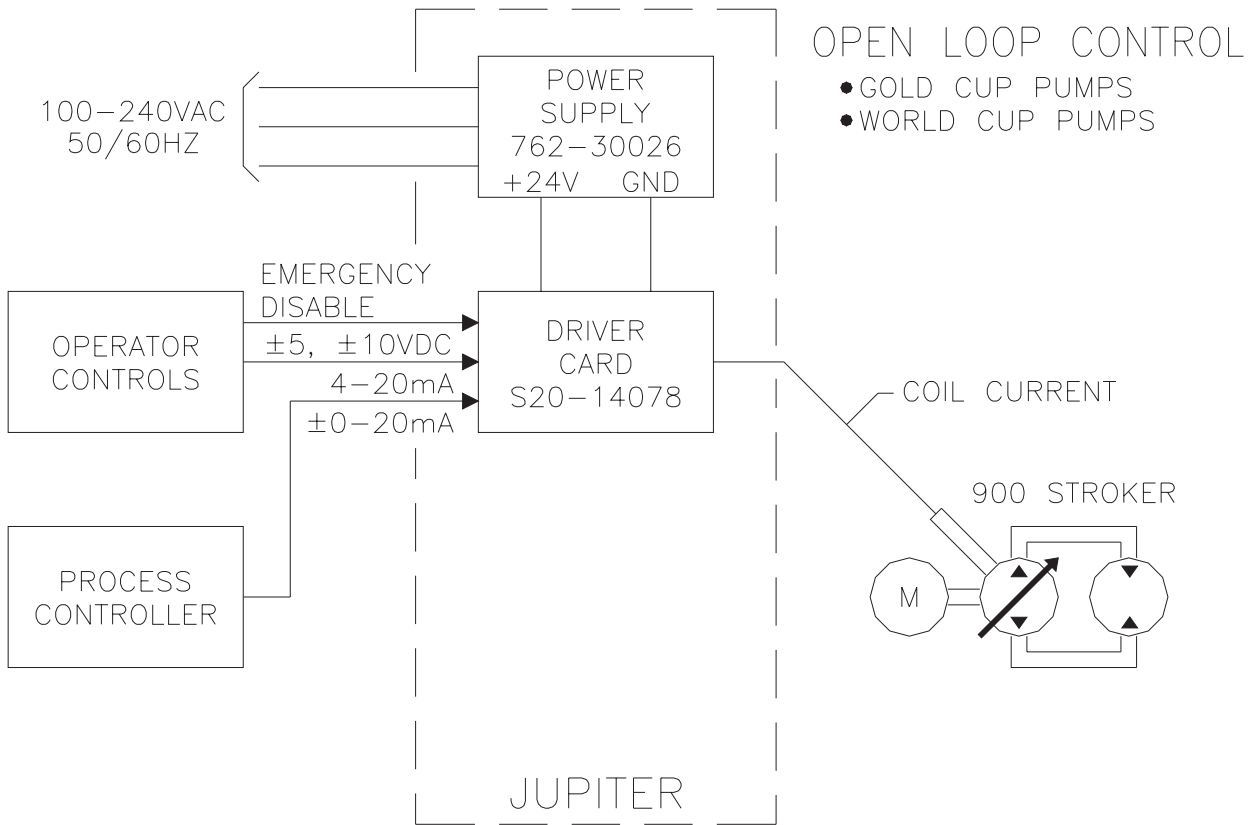 OPEN LOOP CONTROL
● GOLD CUP PUMPS
● WORLD CUP PUMPS
100-240VAC
50/60HZ
POWER
SUPPLY
762-30026
+24V GND
EMERGENCY
DISABLE
±5, ±10VDC
4-20mA
±0-20mA
OPERATOR
CONTROLS
DRIVER
CARD
S20-14078
COIL CURRENT
900 STROKER
M
PROCESS
CONTROLLER
JUPITER